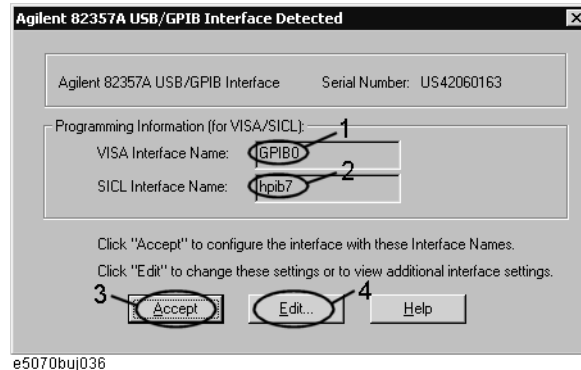 Agilent 82357A USB/GPIB Interface Detected
Agilent 82357A USB/GPIB Interface Serial Number: US42060163
Programming Information (for VISA/SICL): 1
VISA Interface Name: GPIB0
2
SICL Interface Name: hpib7
Click "Accept" to configure the interface with these Interface Names.
Click "Edit" to change these settings or to view additional interface settings.
3 4
Accept Edit... Help
e5070buj036